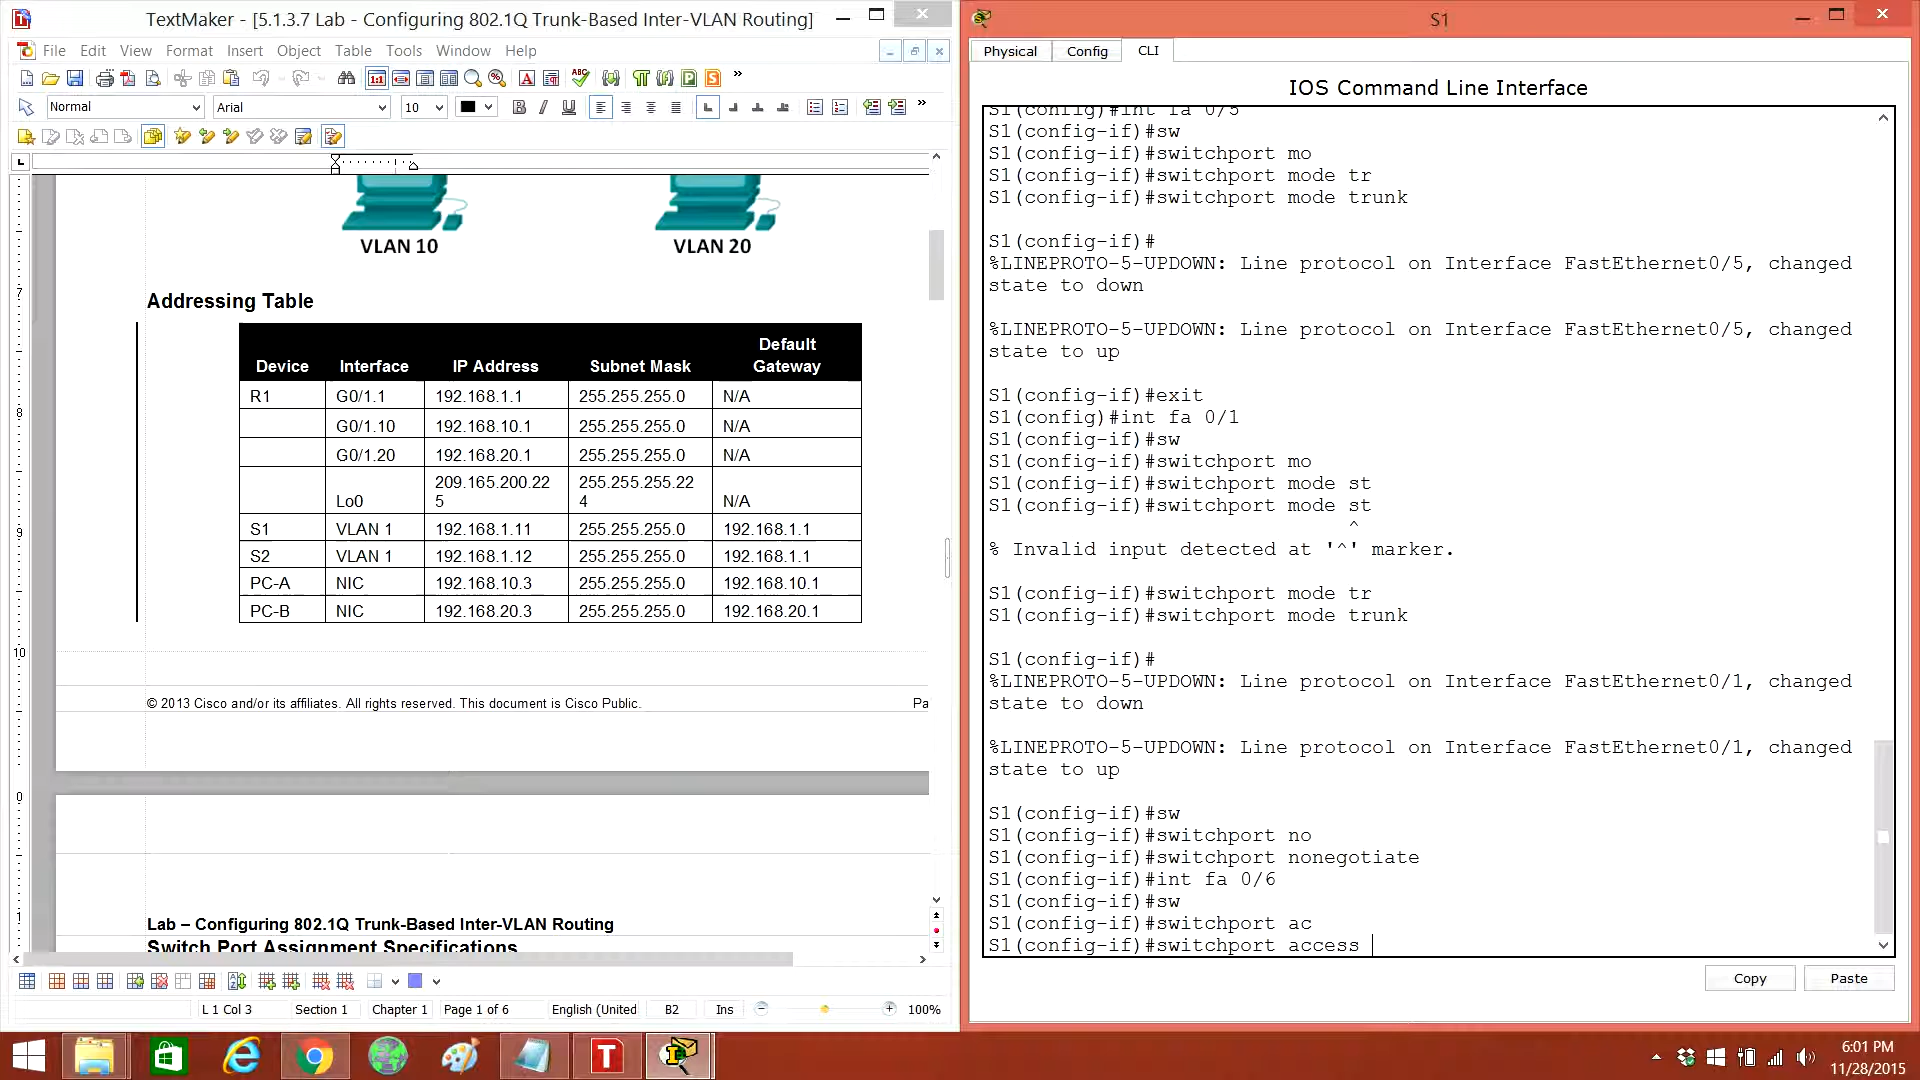 TextMaker - [5.1.3.7 Lab - Configuring 802.1Q Trunk-Based Inter-VLAN Routing]
File Edit View Format Insert Object Table Tools Window Help
Normal Arial 10
VLAN 10 VLAN 20
Addressing Table
Device Interface IP Address Subnet Mask Default Gateway
R1 G0/1.1 192.168.1.1 255.255.255.0 N/A
G0/1.10 192.168.10.1 255.255.255.0 N/A
G0/1.20 192.168.20.1 255.255.255.0 N/A
Lo0 209.165.200.225 255.255.255.224 N/A
S1 VLAN 1 192.168.1.11 255.255.255.0 192.168.1.1
S2 VLAN 1 192.168.1.12 255.255.255.0 192.168.1.1
PC-A NIC 192.168.10.3 255.255.255.0 192.168.10.1
PC-B NIC 192.168.20.3 255.255.255.0 192.168.20.1
© 2013 Cisco and/or its affiliates. All rights reserved. This document is Cisco Public. Pa
Lab – Configuring 802.1Q Trunk-Based Inter-VLAN Routing
Switch Port Assignment Specifications
L 1 Col 3 Section 1 Chapter 1 Page 1 of 6 English (United B2 Ins 100%
S1
Physical Config CLI
IOS Command Line Interface
S1(config)#int fa 0/5
S1(config-if)#sw
S1(config-if)#switchport mo
S1(config-if)#switchport mode tr
S1(config-if)#switchport mode trunk
S1(config-if)#
%LINEPROTO-5-UPDOWN: Line protocol on Interface FastEthernet0/5, changed
state to down
%LINEPROTO-5-UPDOWN: Line protocol on Interface FastEthernet0/5, changed
state to up
S1(config-if)#exit
S1(config)#int fa 0/1
S1(config-if)#sw
S1(config-if)#switchport mo
S1(config-if)#switchport mode st
S1(config-if)#switchport mode st
^
% Invalid input detected at '^' marker.
S1(config-if)#switchport mode tr
S1(config-if)#switchport mode trunk
S1(config-if)#
%LINEPROTO-5-UPDOWN: Line protocol on Interface FastEthernet0/1, changed
state to down
%LINEPROTO-5-UPDOWN: Line protocol on Interface FastEthernet0/1, changed
state to up
S1(config-if)#sw
S1(config-if)#switchport no
S1(config-if)#switchport nonegotiate
S1(config-if)#int fa 0/6
S1(config-if)#sw
S1(config-if)#switchport ac
S1(config-if)#switchport access
Copy Paste
6:01 PM
11/28/2015